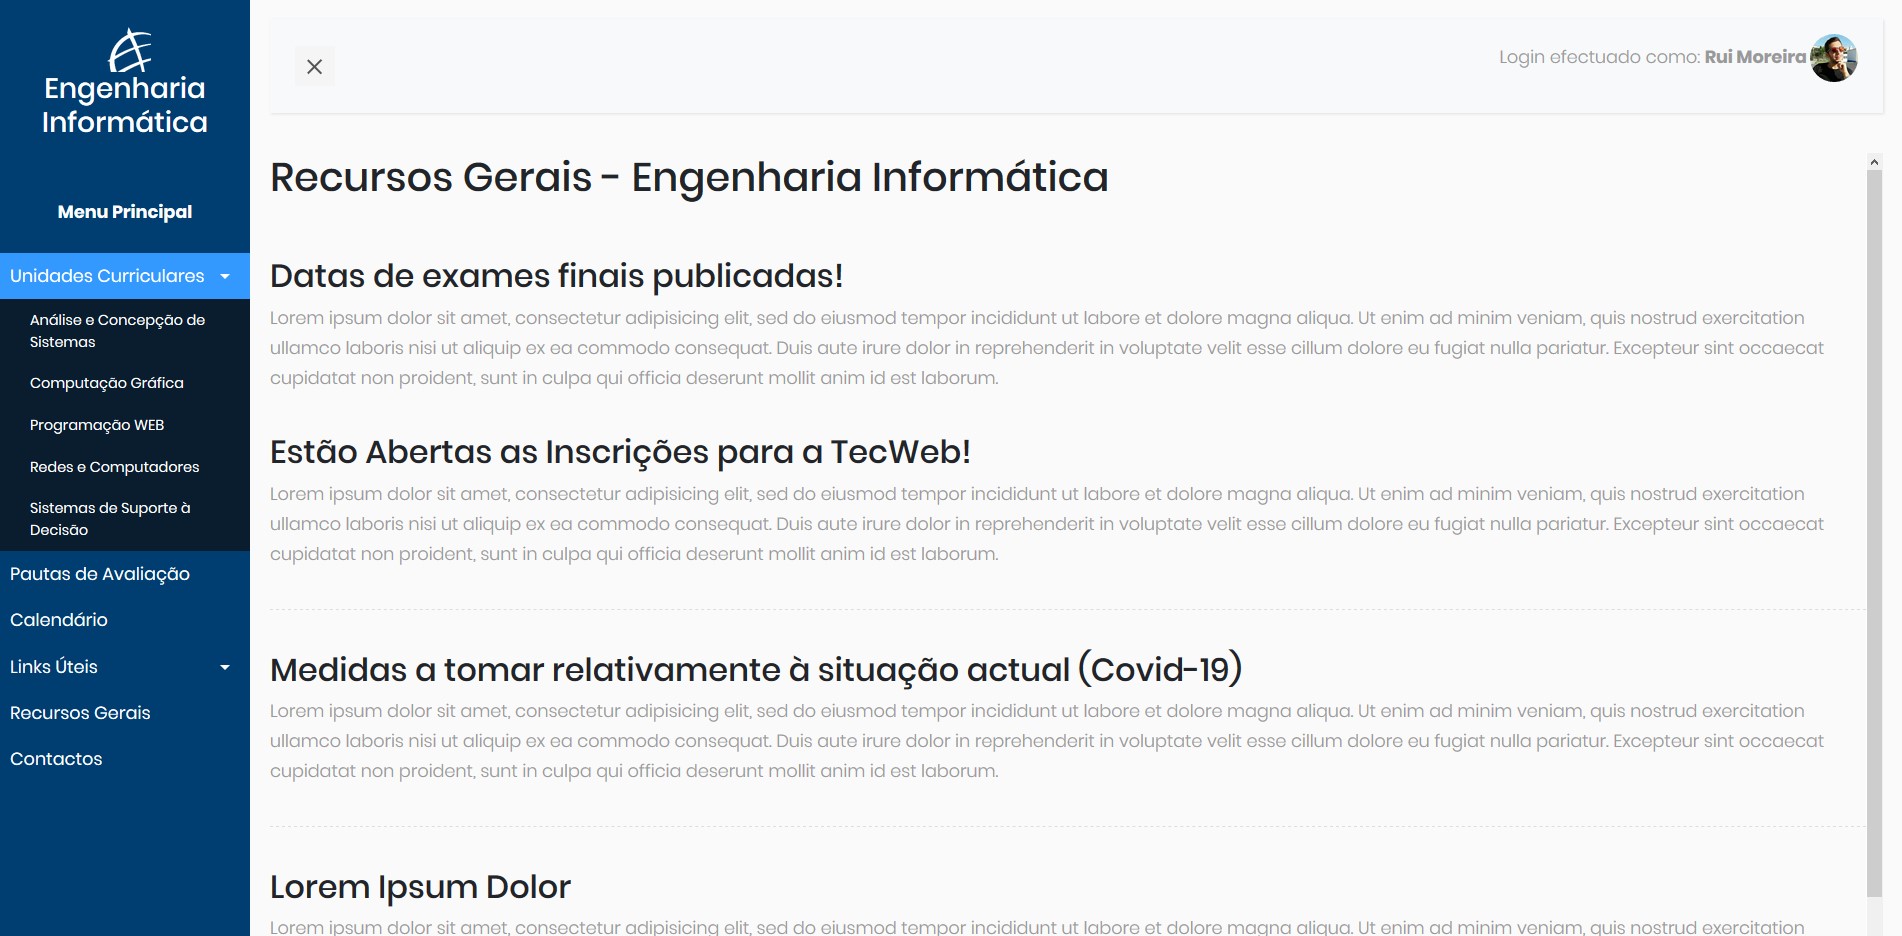 Engenharia
Informática
Menu Principal
Unidades Curriculares
Análise e Concepção de
Sistemas
Computação Gráfica
Programação WEB
Redes e Computadores
Sistemas de Suporte à
Decisão
Pautas de Avaliação
Calendário
Links Úteis
Recursos Gerais
Contactos
Login efectuado como: Rui Moreira
Recursos Gerais - Engenharia Informática
Datas de exames finais publicadas!
Lorem ipsum dolor sit amet, consectetur adipisicing elit, sed do eiusmod tempor incididunt ut labore et dolore magna aliqua. Ut enim ad minim veniam, quis nostrud exercitation
ullamco laboris nisi ut aliquip ex ea commodo consequat. Duis aute irure dolor in reprehenderit in voluptate velit esse cillum dolore eu fugiat nulla pariatur. Excepteur sint occaecat
cupidatat non proident, sunt in culpa qui officia deserunt mollit anim id est laborum.
Estão Abertas as Inscrições para a TecWeb!
Lorem ipsum dolor sit amet, consectetur adipisicing elit, sed do eiusmod tempor incididunt ut labore et dolore magna aliqua. Ut enim ad minim veniam, quis nostrud exercitation
ullamco laboris nisi ut aliquip ex ea commodo consequat. Duis aute irure dolor in reprehenderit in voluptate velit esse cillum dolore eu fugiat nulla pariatur. Excepteur sint occaecat
cupidatat non proident, sunt in culpa qui officia deserunt mollit anim id est laborum.
Medidas a tomar relativamente à situação actual (Covid-19)
Lorem ipsum dolor sit amet, consectetur adipisicing elit, sed do eiusmod tempor incididunt ut labore et dolore magna aliqua. Ut enim ad minim veniam, quis nostrud exercitation
ullamco laboris nisi ut aliquip ex ea commodo consequat. Duis aute irure dolor in reprehenderit in voluptate velit esse cillum dolore eu fugiat nulla pariatur. Excepteur sint occaecat
cupidatat non proident, sunt in culpa qui officia deserunt mollit anim id est laborum.
Lorem Ipsum Dolor
Lorem ipsum dolor sit amet, consectetur adipisicing elit, sed do eiusmod tempor incididunt ut labore et dolore magna aliqua. Ut enim ad minim veniam, quis nostrud exercitation